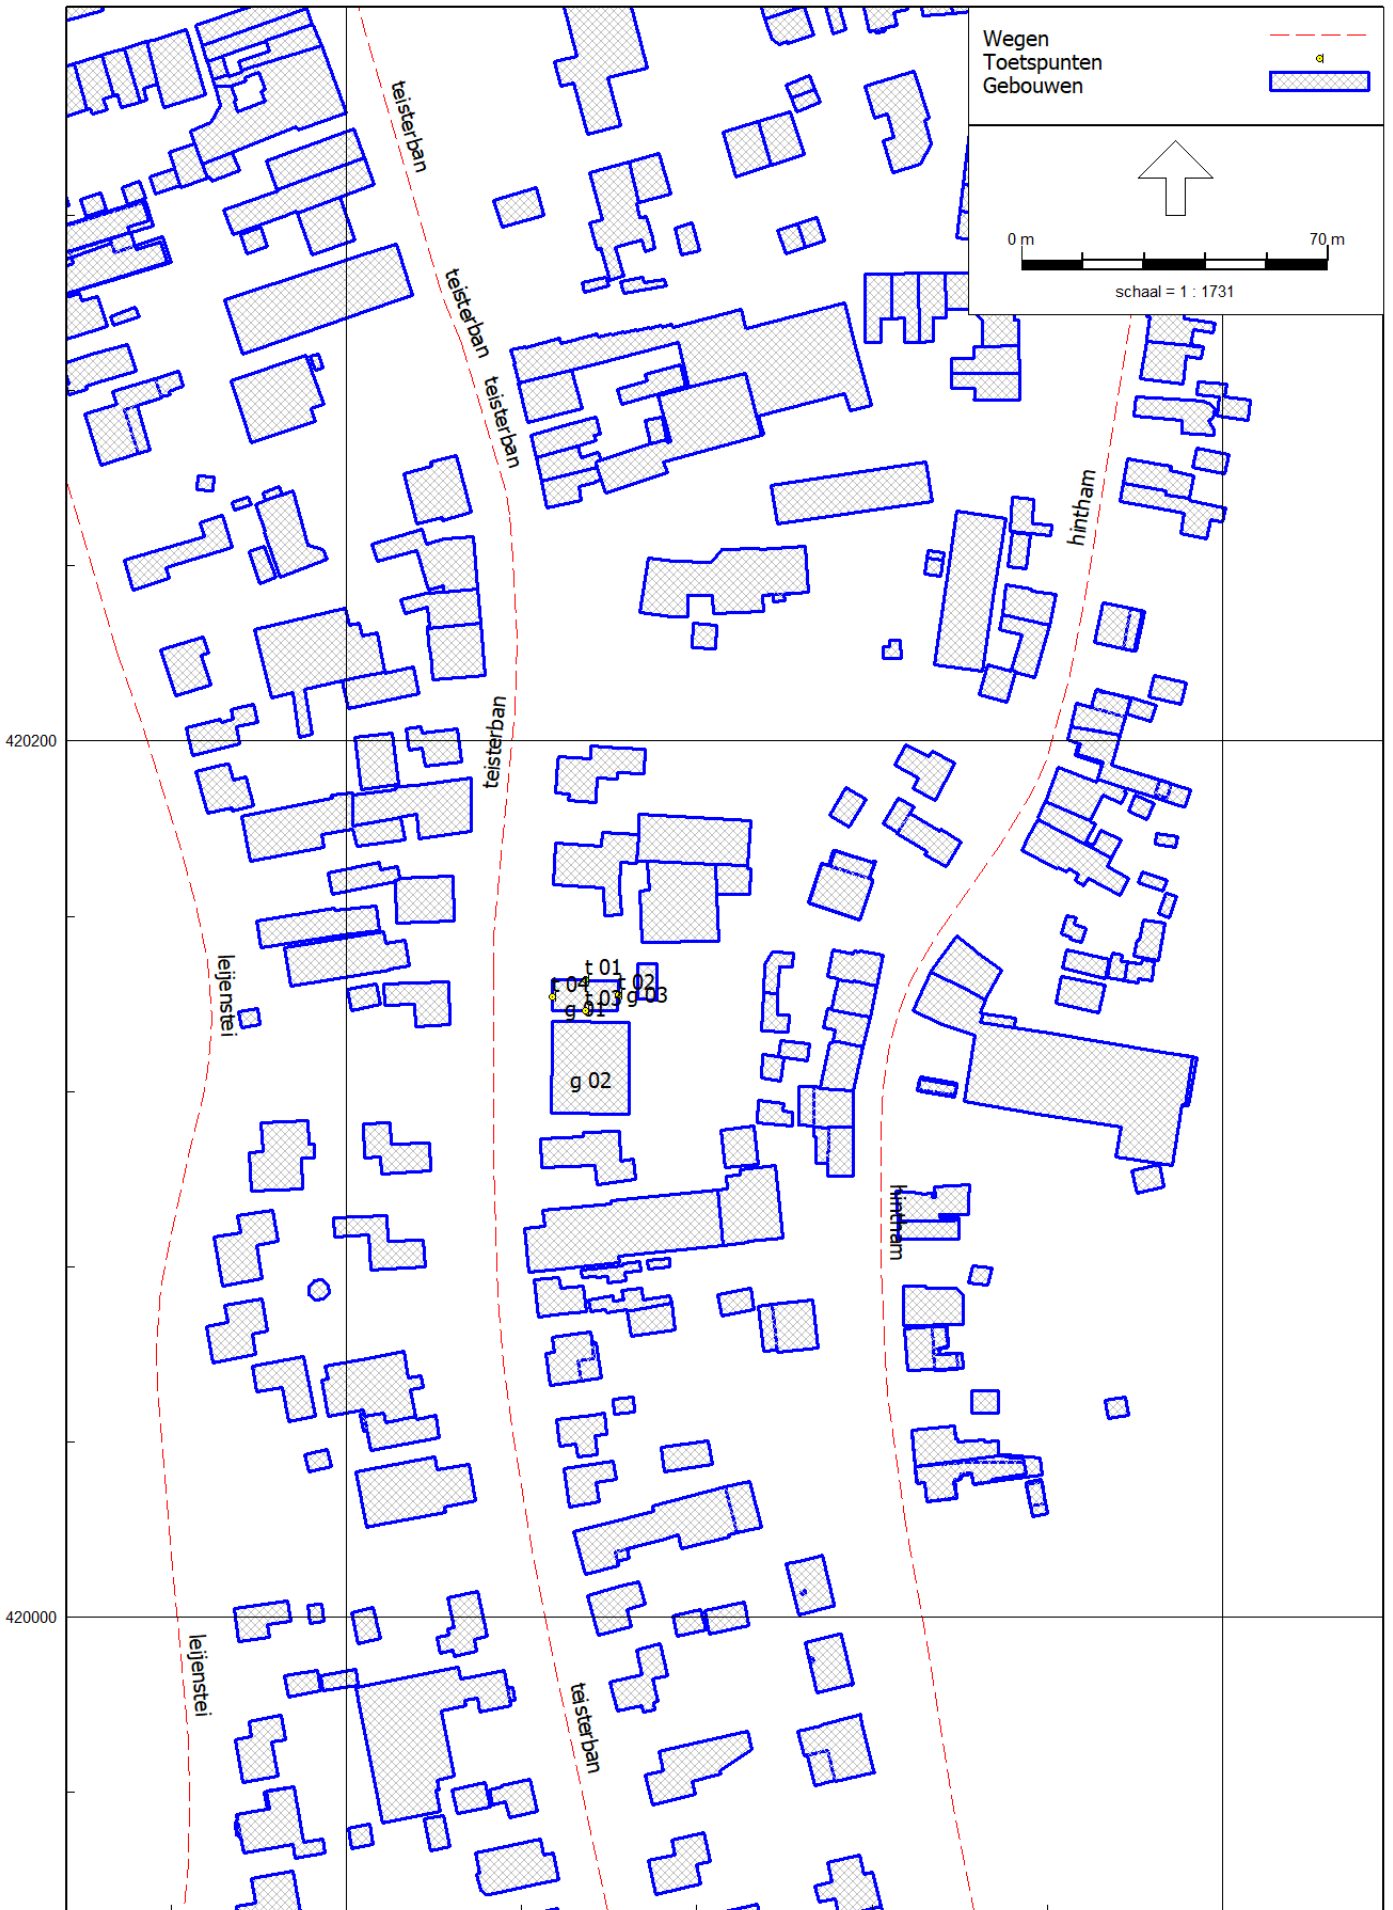 Wegen
Toetspunten
Gebouwen
0 m
70 m
schaal = 1 : 1731
teisterban
teisterban
teisterban
hintham
teisterban
420200
leijenstei
t 01
t 04
t 02
t 03
g 03
g 01
g 02
hintham
420000
leijenstei
teisterban